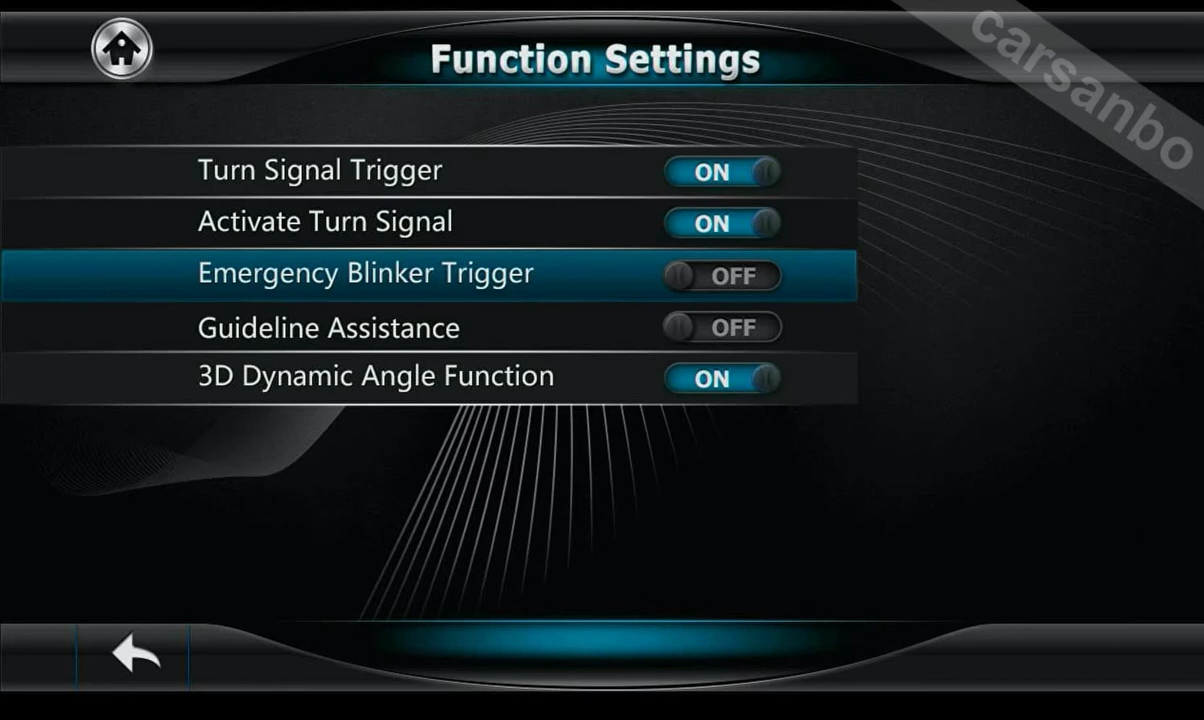 Function Settings
carsanbo
Turn Signal Trigger ON
Activate Turn Signal ON
Emergency Blinker Trigger OFF
Guideline Assistance OFF
3D Dynamic Angle Function ON